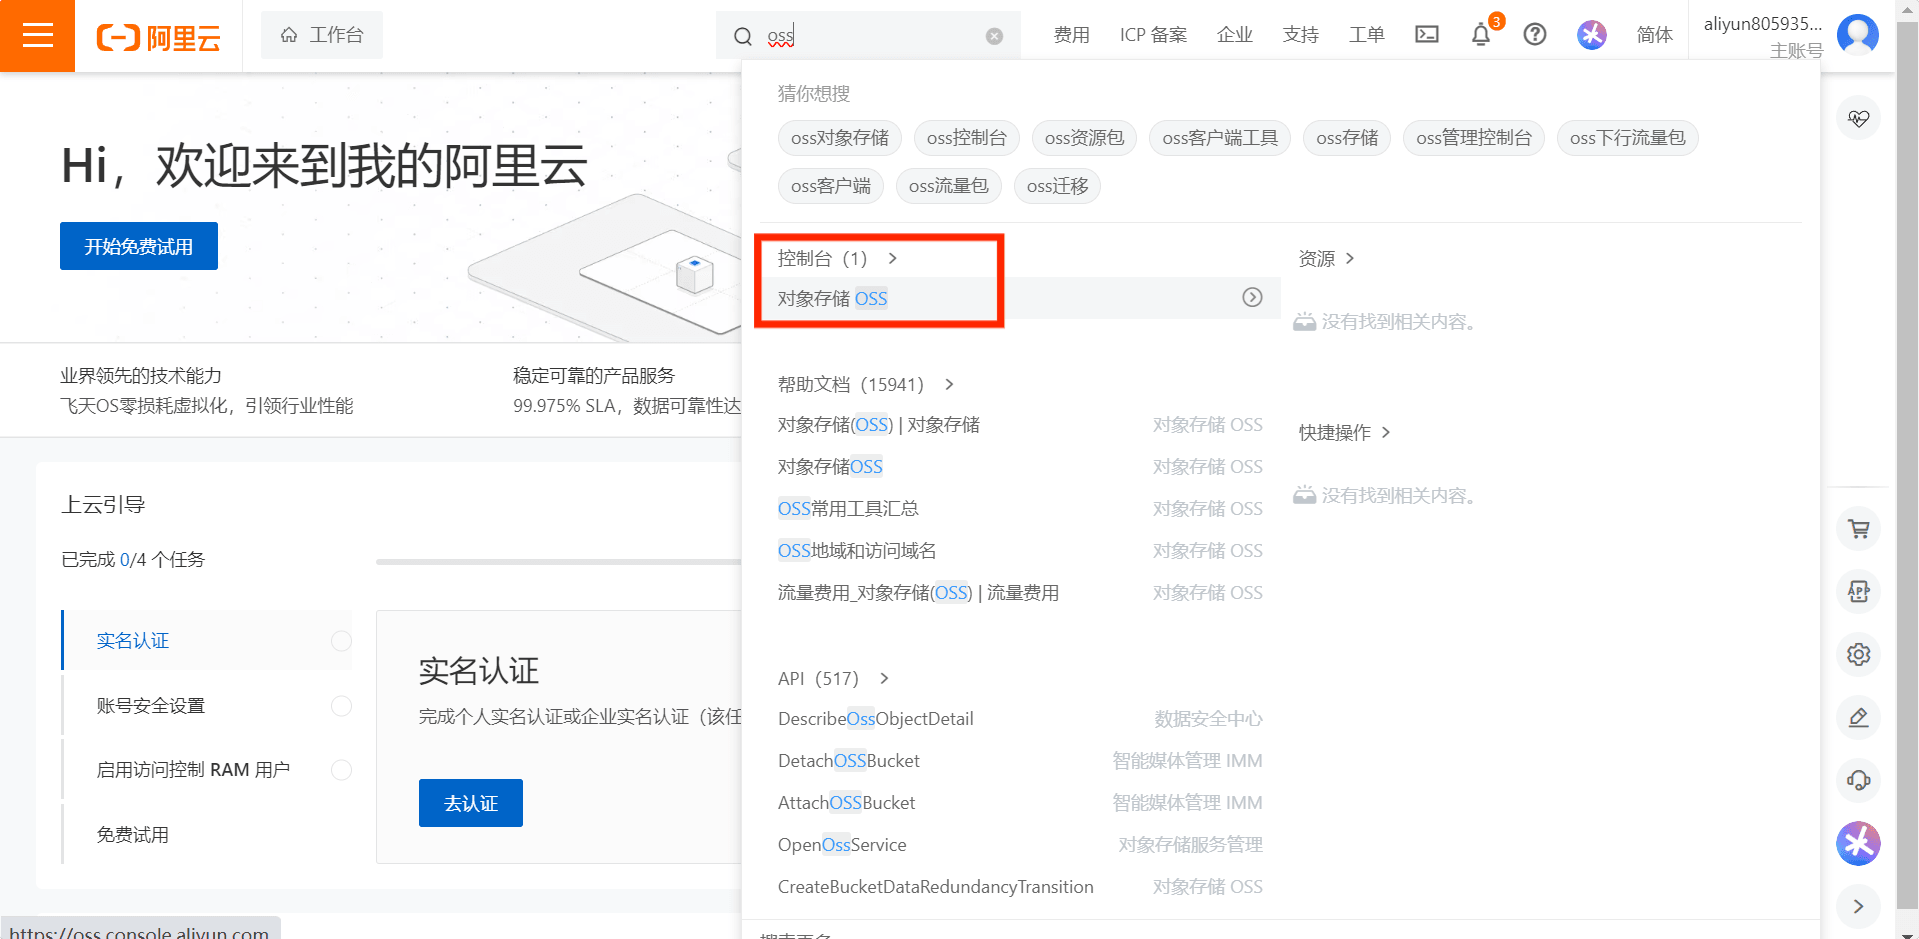 阿里云
工作台
oss
费用
ICP 备案
企业
支持
工单
3
简体
aliyun805935...
主账号
Hi，欢迎来到我的阿里云
开始免费试用
业界领先的技术能力
飞天OS零损耗虚拟化，引领行业性能
稳定可靠的产品服务
99.975% SLA，数据可靠性达
上云引导
已完成 0/4 个任务
实名认证
账号安全设置
启用访问控制 RAM 用户
免费试用
实名认证
完成个人实名认证或企业实名认证（该任
去认证
https://oss.console.aliyun.com
猜你想搜
oss对象存储
oss控制台
oss资源包
oss客户端工具
oss存储
oss管理控制台
oss下行流量包
oss客户端
oss流量包
oss迁移
控制台（1）
对象存储 OSS
帮助文档（15941）
对象存储(OSS) | 对象存储 对象存储 OSS
对象存储OSS 对象存储 OSS
OSS常用工具汇总 对象存储 OSS
OSS地域和访问域名 对象存储 OSS
流量费用_对象存储(OSS) | 流量费用 对象存储 OSS
API（517）
DescribeOssObjectDetail 数据安全中心
DetachOSSBucket 智能媒体管理 IMM
AttachOSSBucket 智能媒体管理 IMM
OpenOssService 对象存储服务管理
CreateBucketDataRedundancyTransition 对象存储 OSS
搜索更多
资源
没有找到相关内容。
快捷操作
没有找到相关内容。
APP